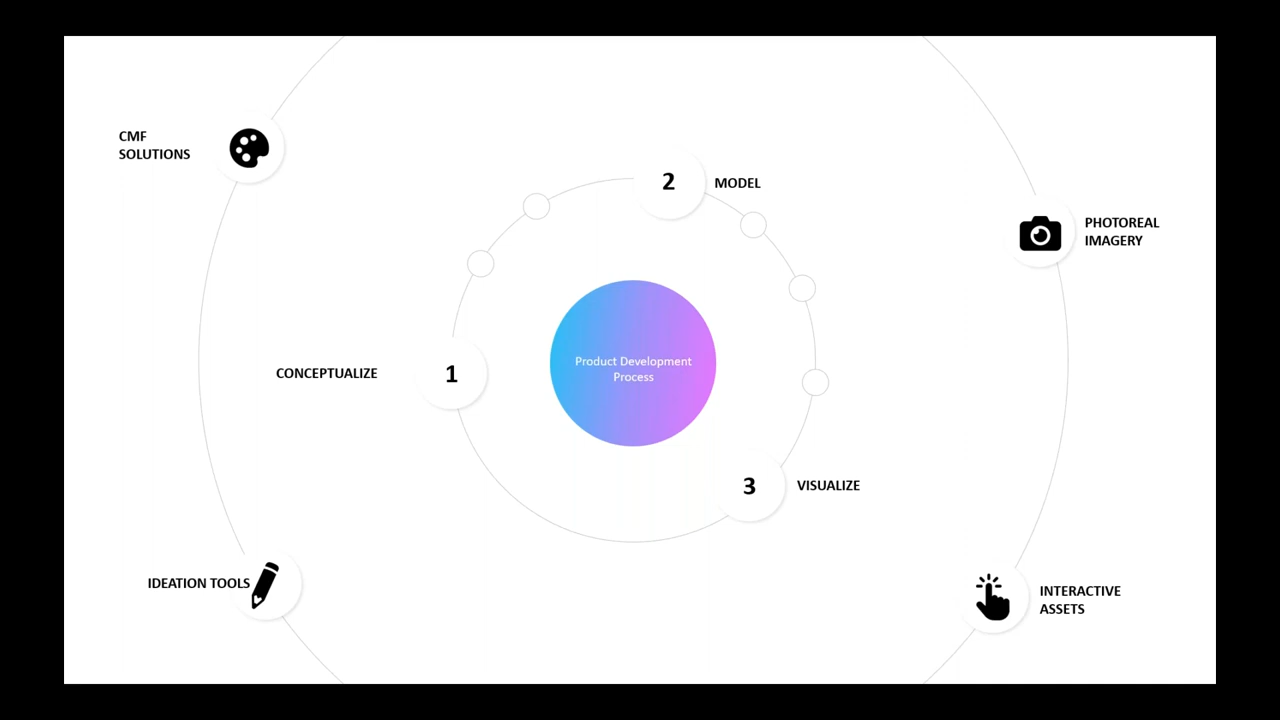 CMF
SOLUTIONS
2
MODEL
PHOTOREAL
IMAGERY
Product Development
Process
CONCEPTUALIZE
1
3
VISUALIZE
IDEATION TOOLS
INTERACTIVE
ASSETS